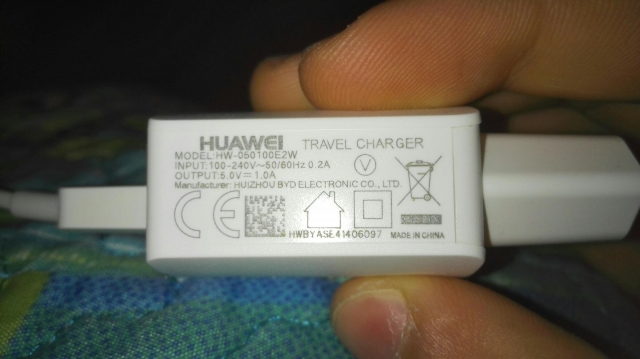 HUAWEI TRAVEL CHARGER
MODEL:HW-050100E2W
INPUT:100-240V~50/60Hz 0.2A
OUTPUT:5.0V⎓1.0A
Manufacturer: HUIZHOU BYD ELECTRONIC CO., LTD.
V
CE
HWBYASE41406097 MADE IN CHINA